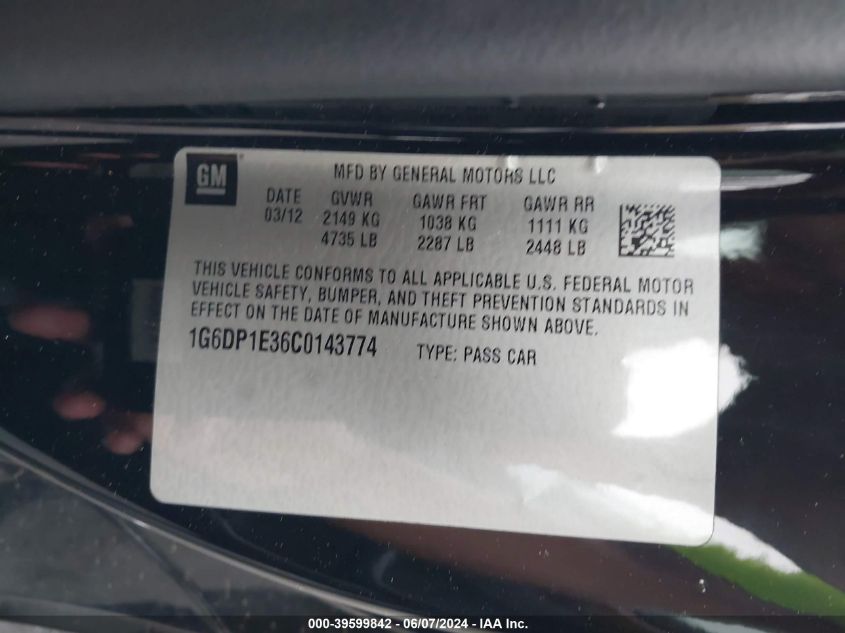 GM
MFD BY GENERAL MOTORS LLC
DATE GVWR GAWR FRT GAWR RR
03/12 2149 KG 1038 KG 1111 KG
4735 LB 2287 LB 2448 LB
THIS VEHICLE CONFORMS TO ALL APPLICABLE U.S. FEDERAL MOTOR
VEHICLE SAFETY, BUMPER, AND THEFT PREVENTION STANDARDS IN
EFFECT ON THE DATE OF MANUFACTURE SHOWN ABOVE.
1G6DP1E36C0143774 TYPE: PASS CAR
000-39599842 - 06/07/2024 - IAA Inc.